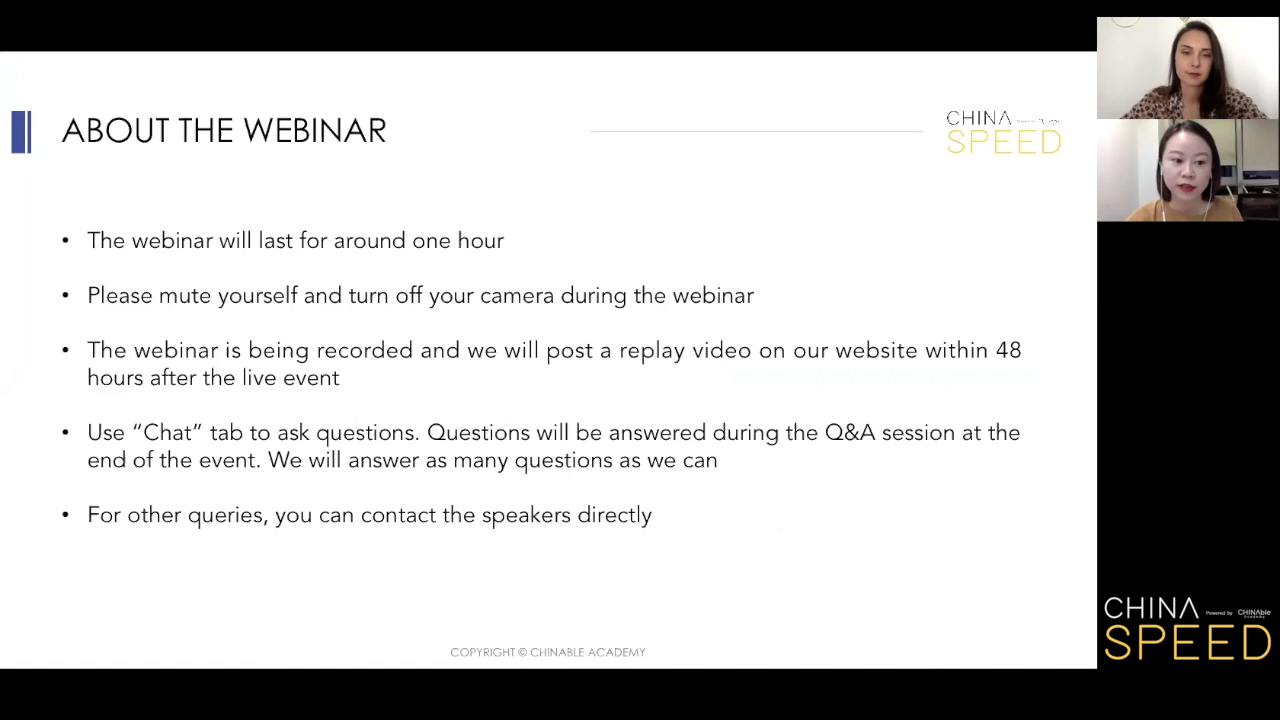 ABOUT THE WEBINAR
CHINA
SPEED
• The webinar will last for around one hour
• Please mute yourself and turn off your camera during the webinar
• The webinar is being recorded and we will post a replay video on our website within 48
hours after the live event
• Use “Chat” tab to ask questions. Questions will be answered during the Q&A session at the
end of the event. We will answer as many questions as we can
• For other queries, you can contact the speakers directly
COPYRIGHT © CHINABLE ACADEMY
CHINA Powered by CHINAble
Academy
SPEED